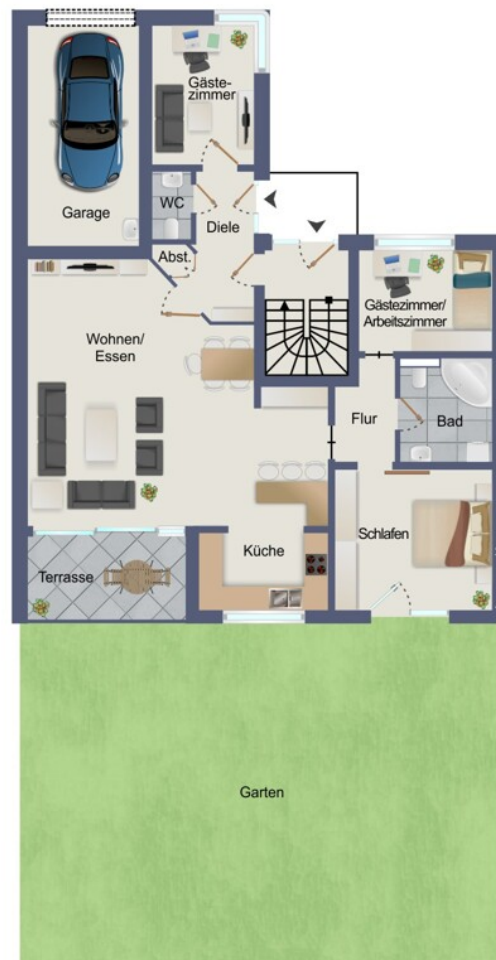 Gäste-
zimmer
Garage
WC
Diele
Abst.
Gästezimmer/
Arbeitszimmer
Wohnen/
Essen
Flur
Bad
Schlafen
Küche
Terrasse
Garten